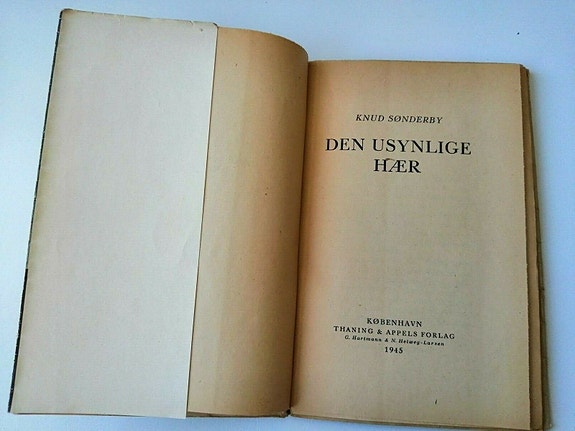 KNUD SØNDERBY
DEN USYNLIGE
HÆR
KØBENHAVN
THANING & APPELS FORLAG
G. Hartmann & N. Helweg-Larsen
1945